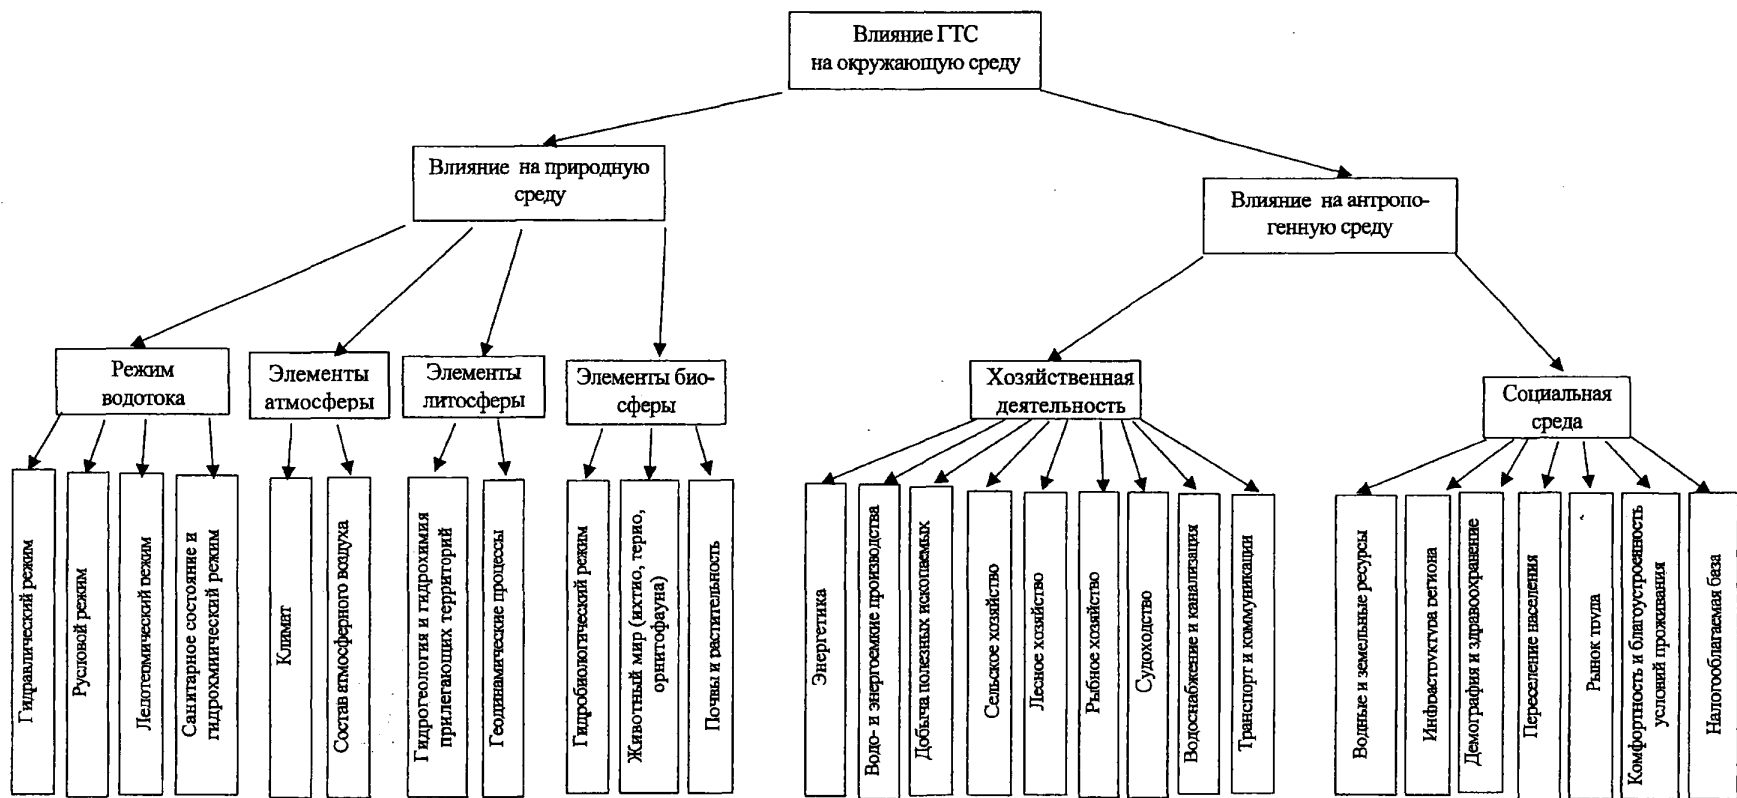 Влияние ГТС
на окружающую среду
Влияние на природную
среду
Влияние на антропо-
генную среду
Режим
водотока
Элементы
атмосферы
Элементы
литосферы
Элементы био-
сферы
Хозяйственная
деятельность
Социальная
среда
Гидравлический режим
Русловой режим
Ледотермический режим
Санитарное состояние и
гидрохимиический режим
Климат
Состав атмосферного воздуха
Гидрогеология и гидрохимия
прилегающих территорий
Геодинамические процессы
Гидробиологический режим
Животный мир (ихтио, терио,
орнитофауна)
Почвы и растительность
Энергетика
Водо- и энергоемкие производства
Добыча полезных ископаемых
Сельское хозяйство
Лесное хозяйство
Рыбное хозяйство
Судоходство
Водоснабжение и канализация
Транспорт и коммуникации
Водные и земельные ресурсы
Инфраструктура региона
Демография и здравоохранение
Переселение населения
Рынок труда
Комфортность и благоустроенность
условий проживания
Налогооблагаемая база